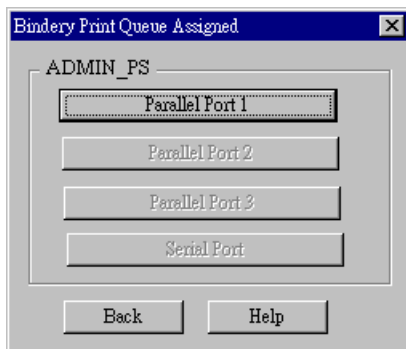 Bindery Print Queue Assigned
ADMIN_PS
Parallel Port 1
Parallel Port 2
Parallel Port 3
Serial Port
Back Help